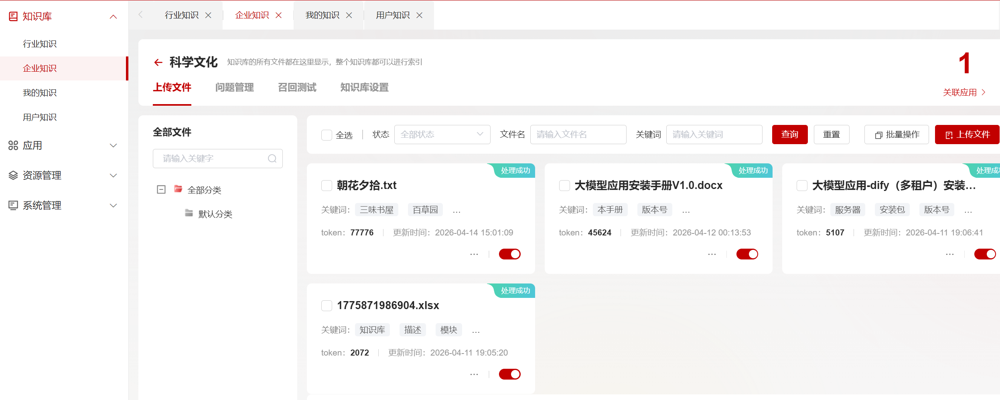 知识库
行业知识
企业知识
我的知识
用户知识
应用
资源管理
系统管理
行业知识 企业知识 我的知识 用户知识
科学文化 知识库的所有文件都在这里显示，整个知识库都可以进行索引
1
关联应用
上传文件 问题管理 召回测试 知识库设置
全部文件
请输入关键字
全部分类
默认分类
全选 状态 全部状态 文件名 请输入文件名 关键词 请输入关键词 查询 重置 批量操作 上传文件
处理成功
朝花夕拾.txt
关键词： 三味书屋 百草园 ...
token：77776 更新时间：2026-04-14 15:01:09
处理成功
大模型应用安装手册V1.0.docx
关键词： 本手册 版本号 ...
token：45624 更新时间：2026-04-12 00:13:53
处理成
大模型应用-dify（多租户）安装...
关键词： 服务器 安装包 版本号 ...
token：5107 更新时间：2026-04-11 19:06:41
处理成功
1775871986904.xlsx
关键词： 知识库 描述 模块 ...
token：2072 更新时间：2026-04-11 19:05:20